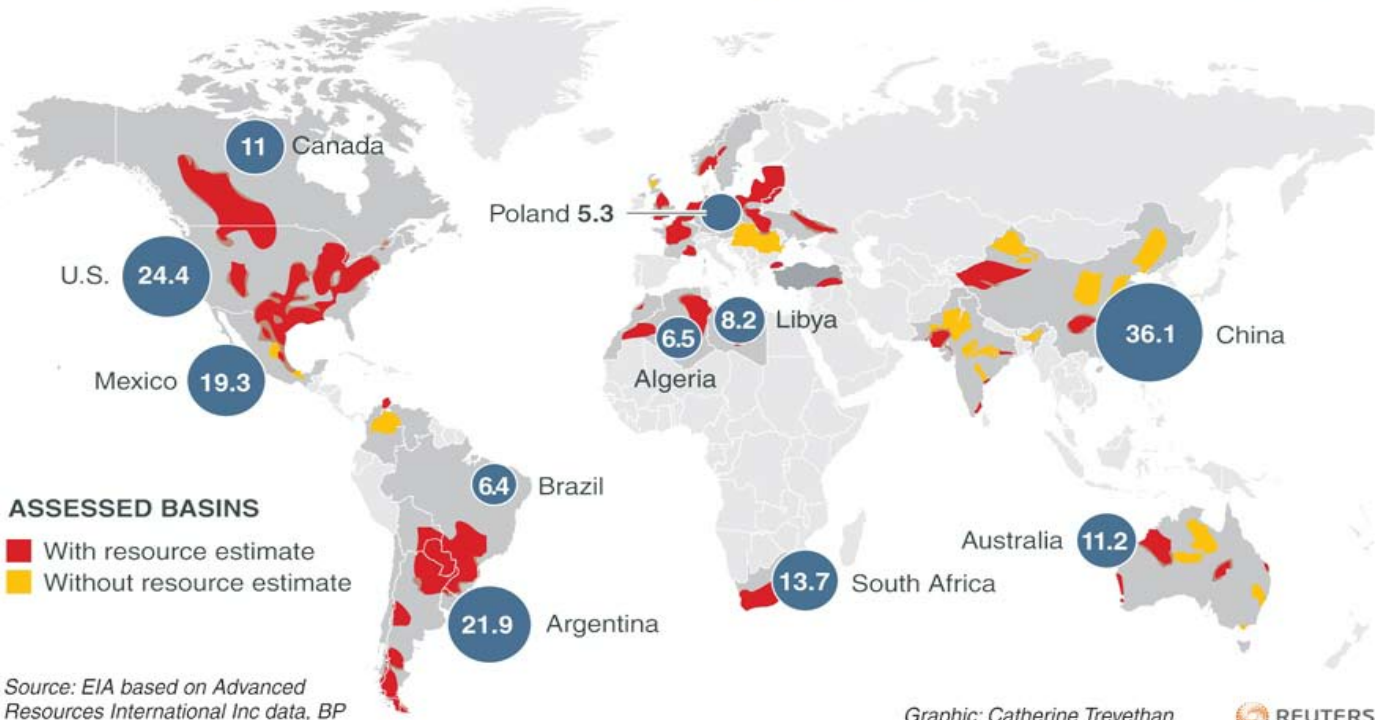 11 Canada
Poland 5.3
U.S. 24.4
8.2 Libya
6.5
Algeria
36.1 China
Mexico 19.3
6.4 Brazil
ASSESSED BASINS
With resource estimate
Without resource estimate
Australia 11.2
13.7 South Africa
21.9 Argentina
Source: EIA based on Advanced
Resources International Inc data, BP
Graphic: Catherine Trevethan
REUTERS